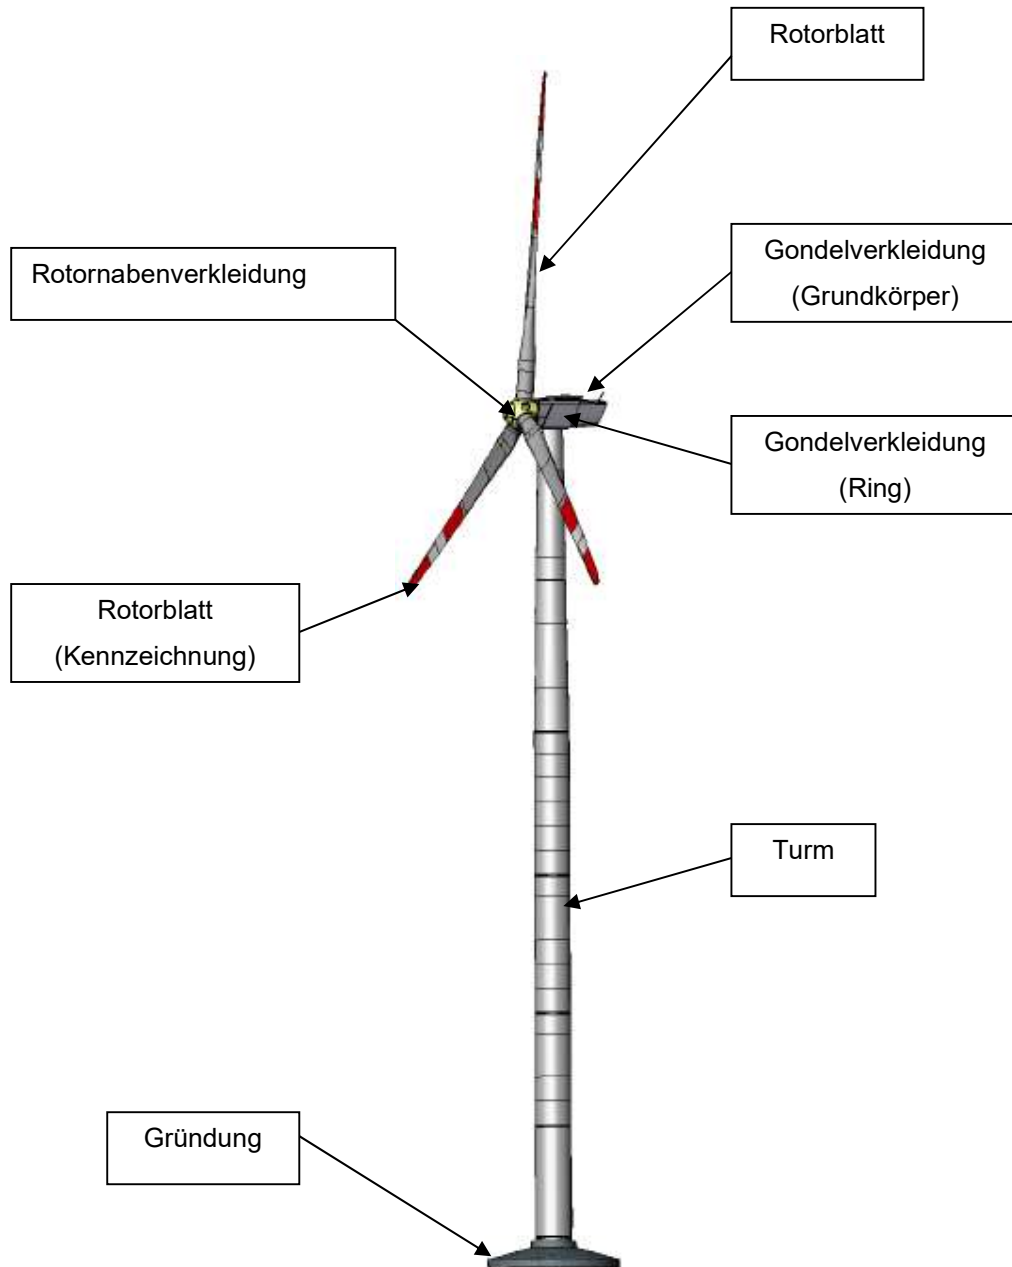 Rotorblatt
Gondelverkleidung
(Grundkörper)
Rotornabenverkleidung
Gondelverkleidung
(Ring)
Rotorblatt
(Kennzeichnung)
Turm
Gründung